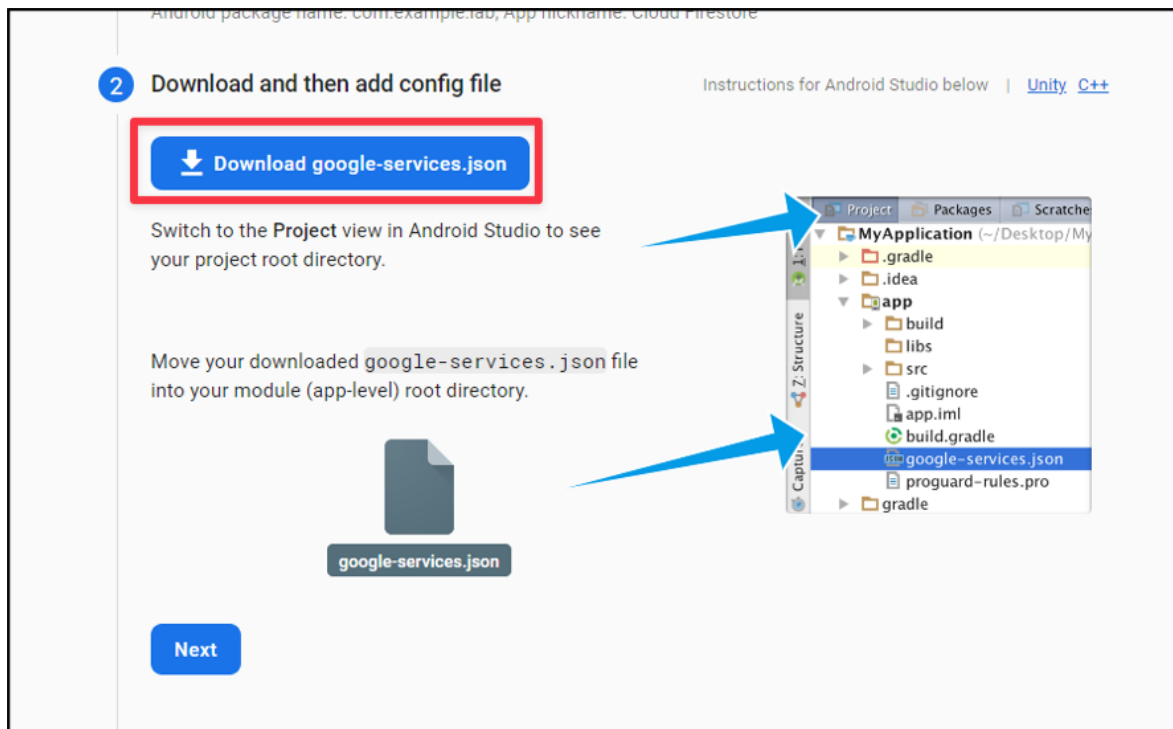 Android package name: com.example.lab, App nickname: Cloud Firestore
2 Download and then add config file
Instructions for Android Studio below | Unity C++
Download google-services.json
Switch to the Project view in Android Studio to see
your project root directory.
Move your downloaded google-services.json file
into your module (app-level) root directory.
google-services.json
Next
Project Packages Scratche
MyApplication (~/Desktop/My
.gradle
.idea
app
build
libs
src
.gitignore
app.iml
build.gradle
google-services.json
proguard-rules.pro
gradle
Z: Structure
Captur